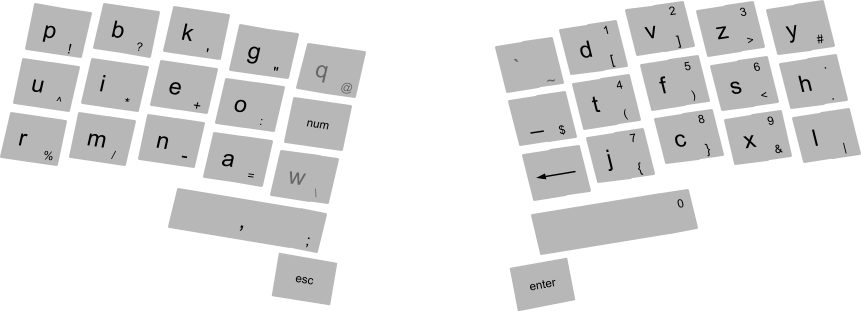 p ! b ? k ' g " q @
u ^ i * e + o : num
r % m / n - a = w \
, ;
esc
` ~ d 1 [ v 2 ] z 3 > y #
_ $ t 4 ( f 5 ) s 6 < h ' .
j 7 { c 8 } x 9 & l |
0
enter